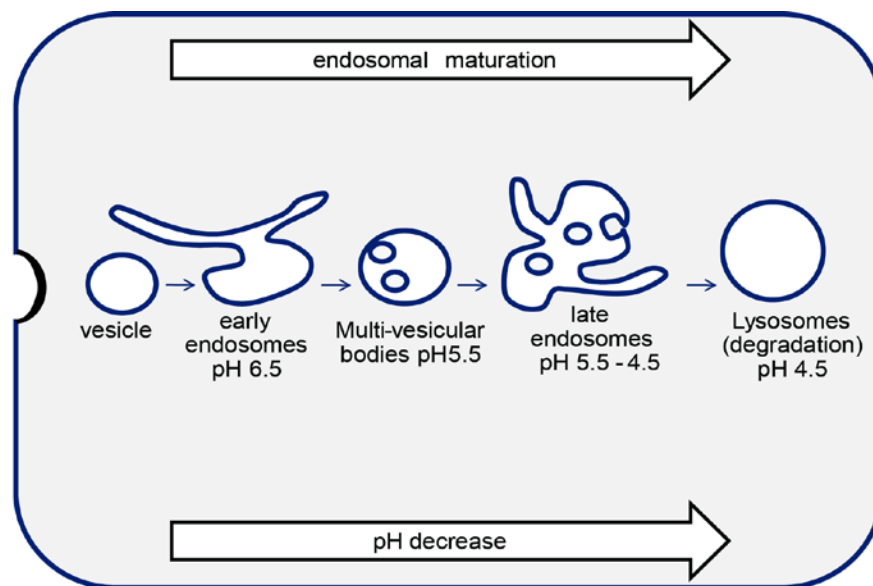 endosomal maturation
vesicle
early
endosomes
pH 6.5
Multi-vesicular
bodies pH5.5
late
endosomes
pH 5.5 - 4.5
Lysosomes
(degradation)
pH 4.5
pH decrease